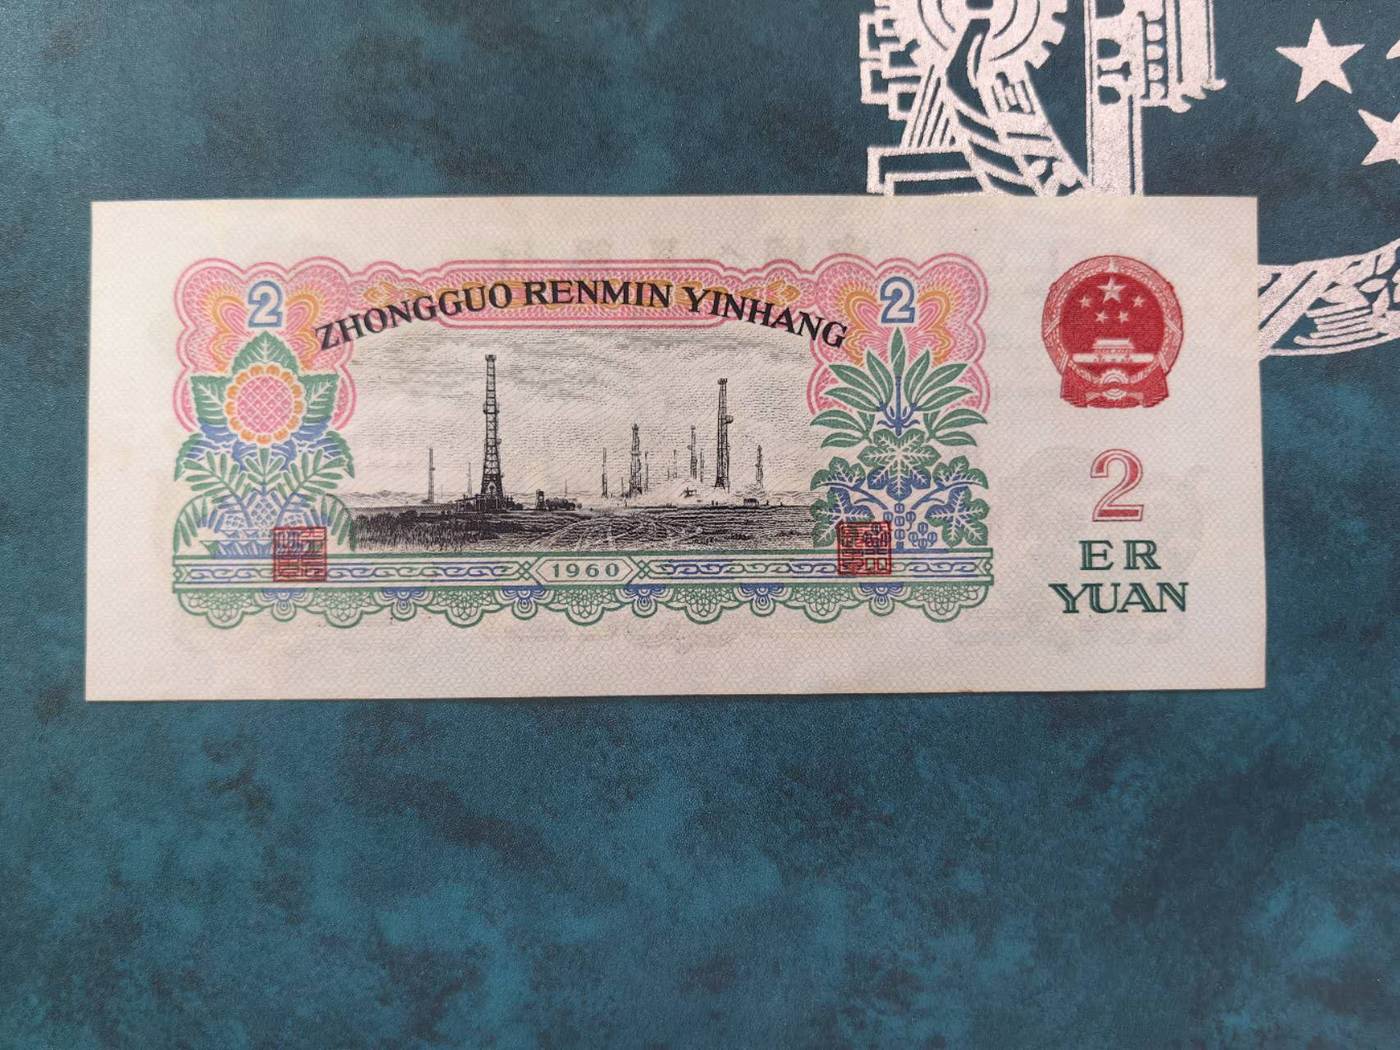 2
2
ZHONGGUO RENMIN YINHANG
1960
2
ER
YUAN